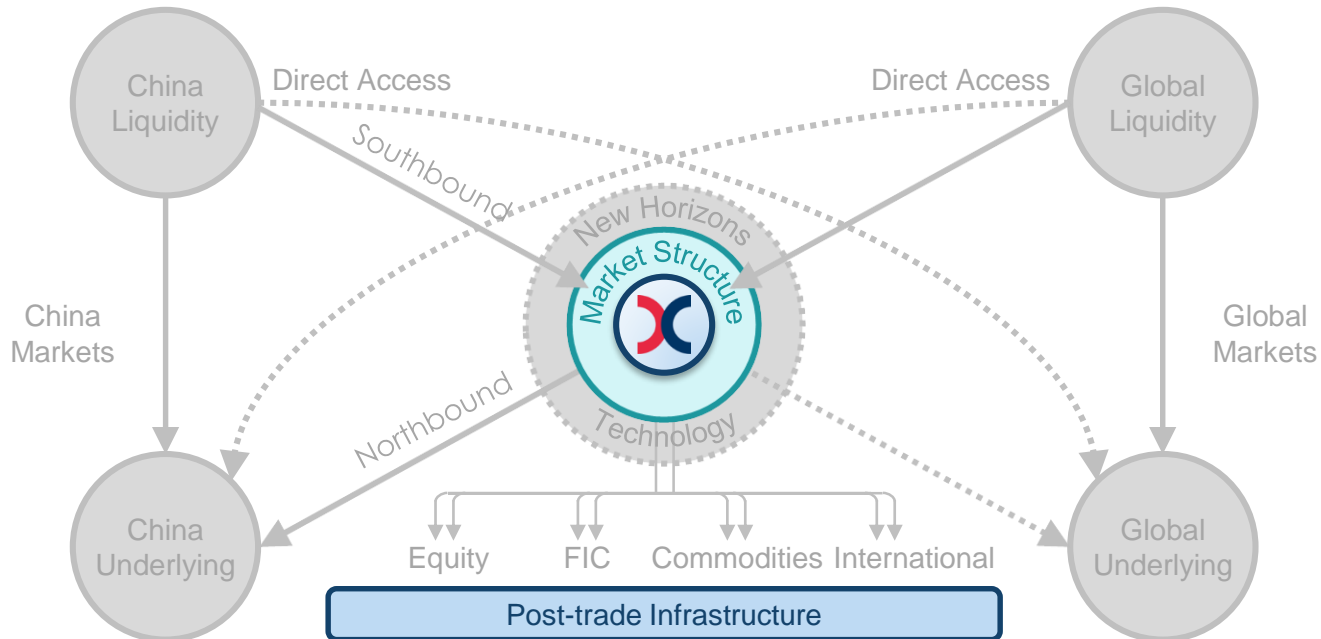 China
Liquidity
Direct Access
Direct Access
Global
Liquidity
Southbound
New Horizons
Market Structure
China
Markets
Global
Markets
Northbound
Technology
China
Underlying
Equity
FIC
Commodities
International
Global
Underlying
Post-trade Infrastructure